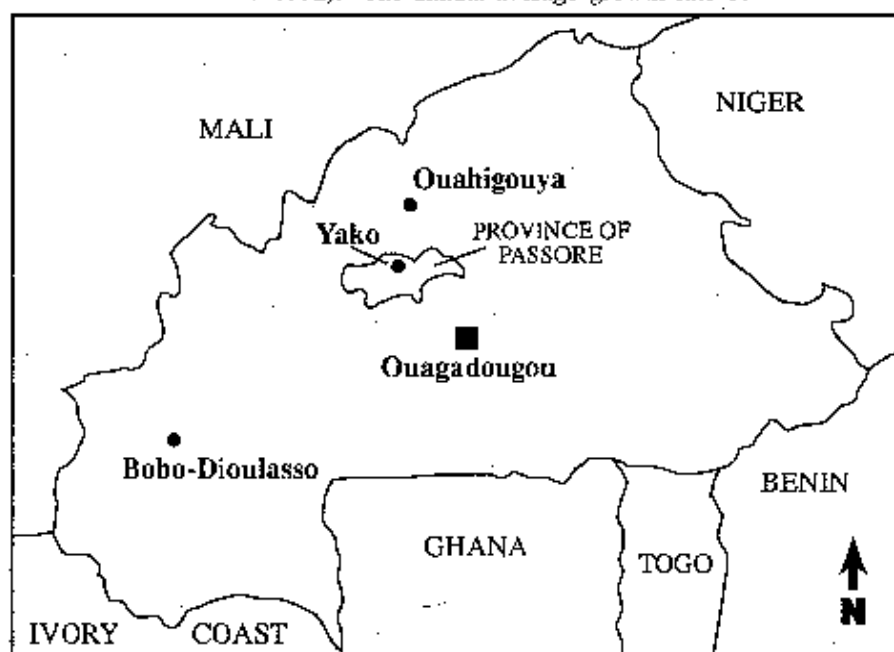 MALI
NIGER
Ouahigouya
Yako
PROVINCE OF
PASSORE
Ouagadougou
Bobo-Dioulasso
BENIN
GHANA
TOGO
IVORY COAST
N